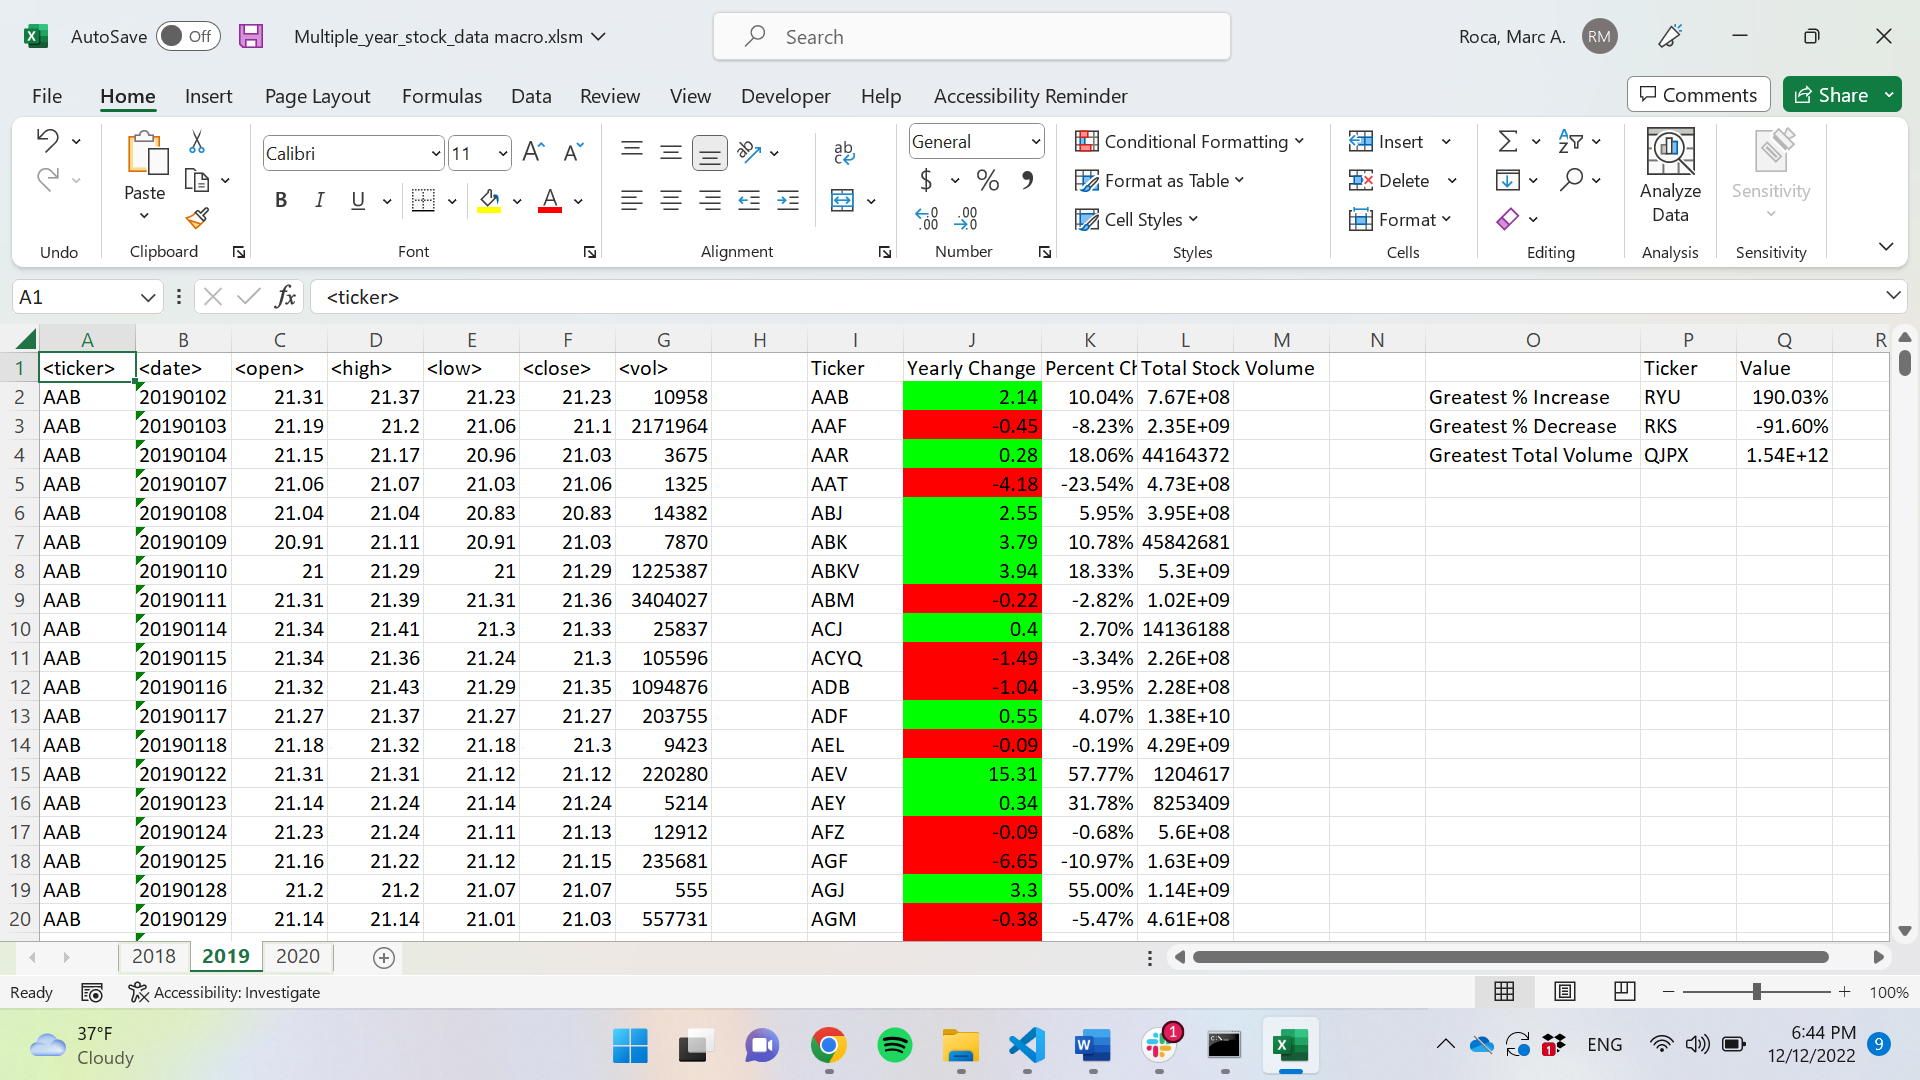 AutoSave Off Multiple_year_stock_data macro.xlsm Search Roca, Marc A. RM
File Home Insert Page Layout Formulas Data Review View Developer Help Accessibility Reminder Comments Share
Paste Calibri 11 General Conditional Formatting Format as Table Cell Styles Insert Delete Format Analyze Data Sensitivity
Undo Clipboard Font Alignment Number Styles Cells Editing Analysis Sensitivity
A1 fx <ticker>
A B C D E F G H I J K L M N O P Q R
1 <ticker> <date> <open> <high> <low> <close> <vol> Ticker Yearly Change Percent Ch Total Stock Volume Ticker Value
2 AAB 20190102 21.31 21.37 21.23 21.23 10958 AAB 2.14 10.04% 7.67E+08 Greatest % Increase RYU 190.03%
3 AAB 20190103 21.19 21.2 21.06 21.1 2171964 AAF -0.45 -8.23% 2.35E+09 Greatest % Decrease RKS -91.60%
4 AAB 20190104 21.15 21.17 20.96 21.03 3675 AAR 0.28 18.06% 44164372 Greatest Total Volume QJPX 1.54E+12
5 AAB 20190107 21.06 21.07 21.03 21.06 1325 AAT -4.18 -23.54% 4.73E+08
6 AAB 20190108 21.04 21.04 20.83 20.83 14382 ABJ 2.55 5.95% 3.95E+08
7 AAB 20190109 20.91 21.11 20.91 21.03 7870 ABK 3.79 10.78% 45842681
8 AAB 20190110 21 21.29 21 21.29 1225387 ABKV 3.94 18.33% 5.3E+09
9 AAB 20190111 21.31 21.39 21.31 21.36 3404027 ABM -0.22 -2.82% 1.02E+09
10 AAB 20190114 21.34 21.41 21.3 21.33 25837 ACJ 0.4 2.70% 14136188
11 AAB 20190115 21.34 21.36 21.24 21.3 105596 ACYQ -1.49 -3.34% 2.26E+08
12 AAB 20190116 21.32 21.43 21.29 21.35 1094876 ADB -1.04 -3.95% 2.28E+08
13 AAB 20190117 21.27 21.37 21.27 21.27 203755 ADF 0.55 4.07% 1.38E+10
14 AAB 20190118 21.18 21.32 21.18 21.3 9423 AEL -0.09 -0.19% 4.29E+09
15 AAB 20190122 21.31 21.31 21.12 21.12 220280 AEV 15.31 57.77% 1204617
16 AAB 20190123 21.14 21.24 21.14 21.24 5214 AEY 0.34 31.78% 8253409
17 AAB 20190124 21.23 21.24 21.11 21.13 12912 AFZ -0.09 -0.68% 5.6E+08
18 AAB 20190125 21.16 21.22 21.12 21.15 235681 AGF -6.65 -10.97% 1.63E+09
19 AAB 20190128 21.2 21.2 21.07 21.07 555 AGJ 3.3 55.00% 1.14E+09
20 AAB 20190129 21.14 21.14 21.01 21.03 557731 AGM -0.38 -5.47% 4.61E+08
2018 2019 2020
Ready Accessibility: Investigate 100%
37°F
Cloudy
1 1 ENG 6:44 PM 9
12/12/2022